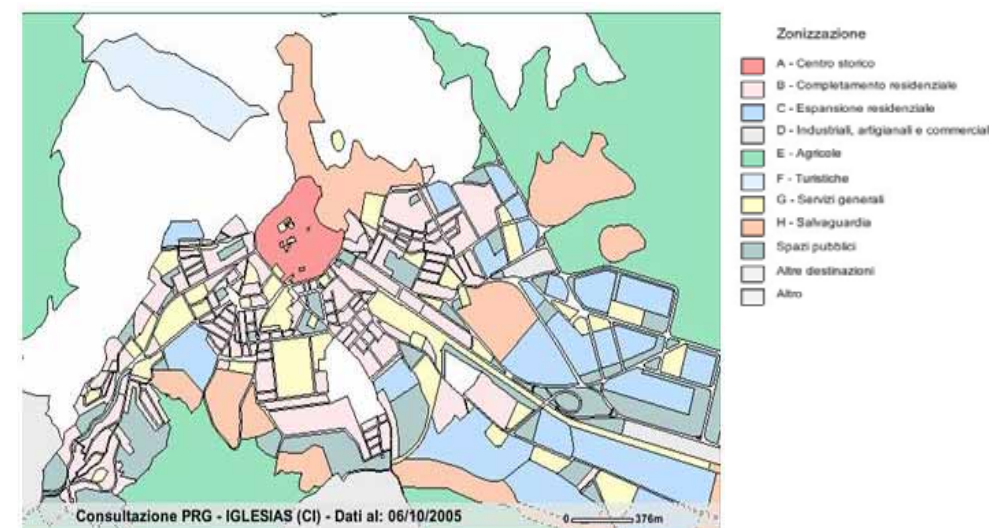 Zonizzazione
A - Centro storico
B - Completamento residenziale
C - Espansione residenziale
D - Industriali, artigianali e commercial
E - Agricole
F - Turistiche
G - Servizi generali
H - Salvaguardia
Spazi pubblici
Altre destinazioni
Altro
Consultazione PRG - IGLESIAS (CI) - Dati al: 06/10/2005
0 376m